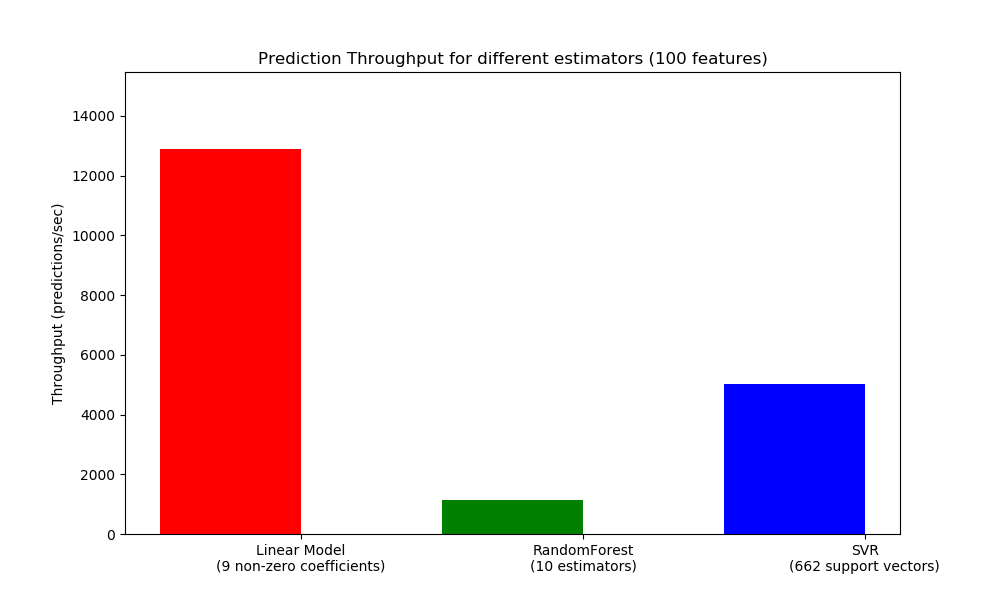 Prediction Throughput for different estimators (100 features)
Throughput (predictions/sec)
14000
12000
10000
8000
6000
4000
2000
0
Linear Model
(9 non-zero coefficients)
RandomForest
(10 estimators)
SVR
(662 support vectors)